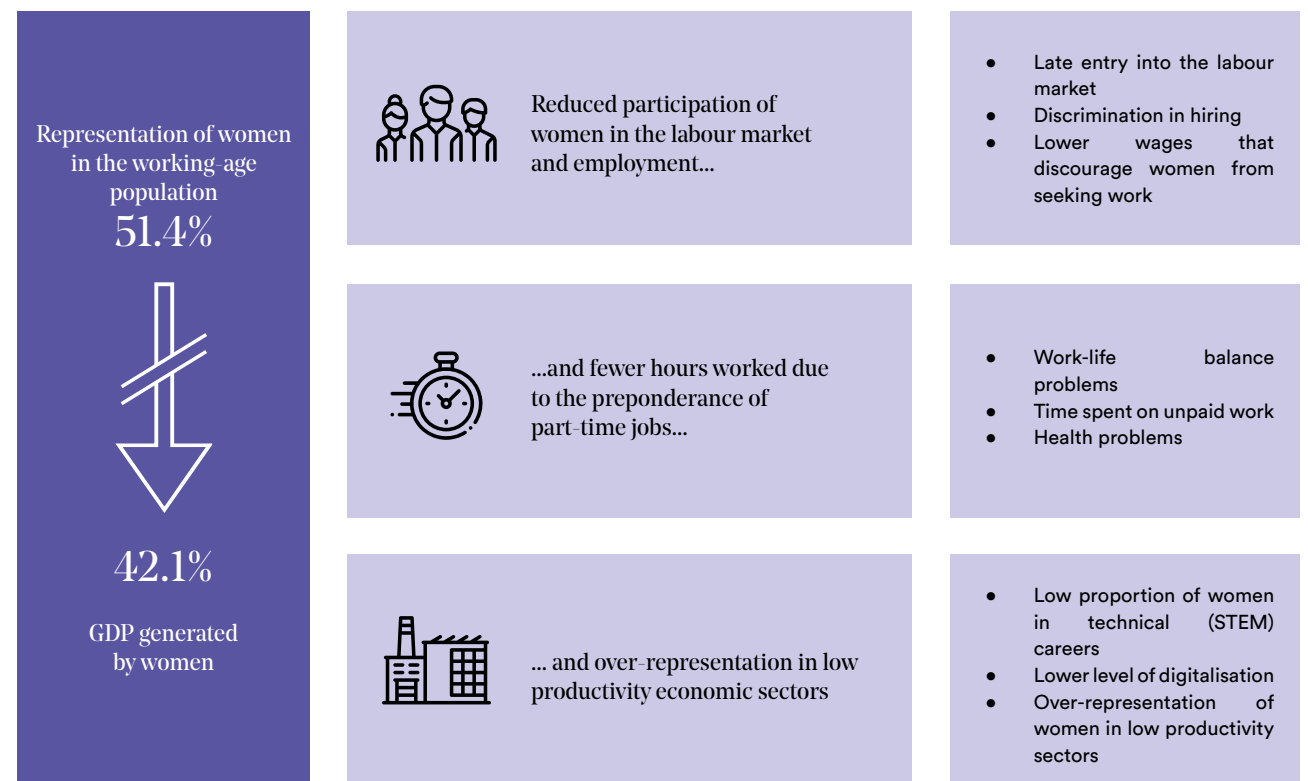 Representation of women
in the working-age
population
51.4%
42.1%
GDP generated
by women
Reduced participation of
women in the labour market
and employment...
● Late entry into the labour
market
● Discrimination in hiring
● Lower wages that
discourage women from
seeking work
...and fewer hours worked due
to the preponderance of
part-time jobs...
● Work-life balance
problems
● Time spent on unpaid work
● Health problems
... and over-representation in low
productivity economic sectors
● Low proportion of women
in technical (STEM)
careers
● Lower level of digitalisation
● Over-representation of
women in low productivity
sectors